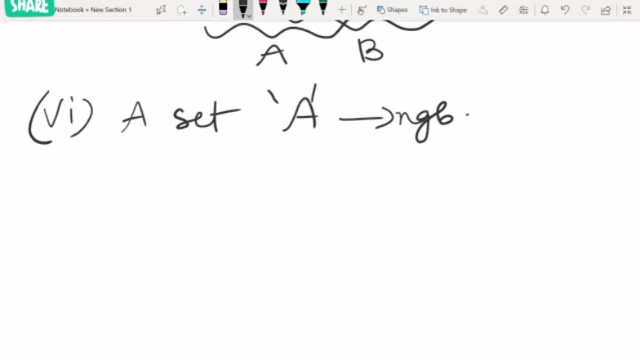 SHARE
Notebook » New Section 1
Shapes
Ink to Shape
A B
(vi) A set 'A' → ngb.